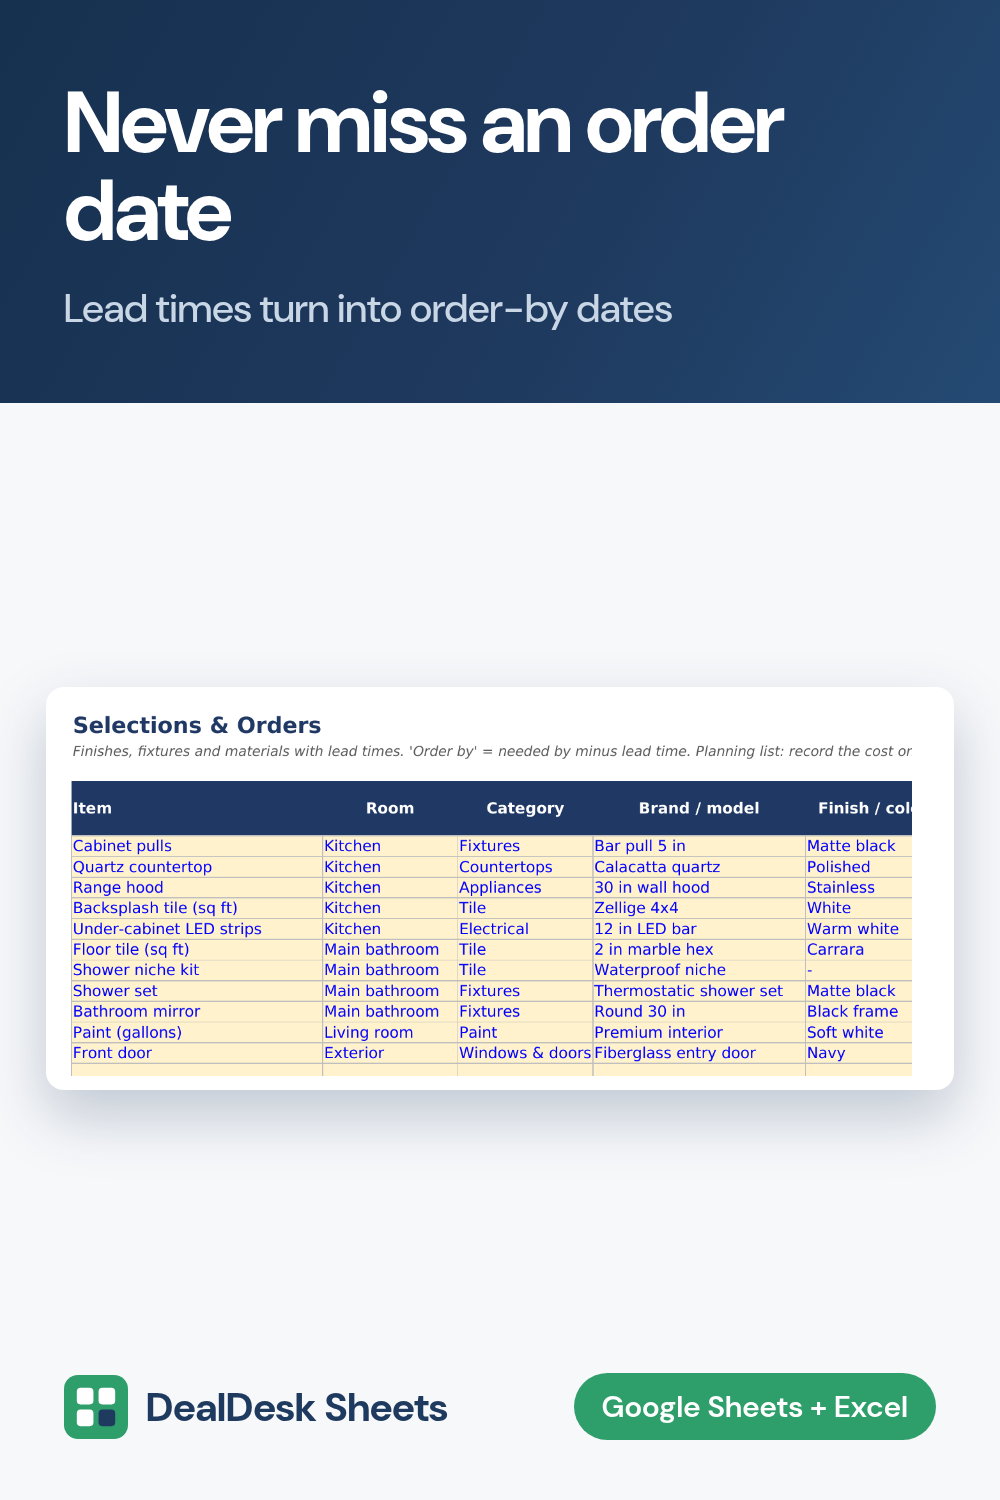 Never miss an order
date
Lead times turn into order-by dates
Selections & Orders
Finishes, fixtures and materials with lead times. 'Order by' = needed by minus lead time. Planning list: record the cost or
Item Room Category Brand / model Finish / col
Cabinet pulls Kitchen Fixtures Bar pull 5 in Matte black
Quartz countertop Kitchen Countertops Calacatta quartz Polished
Range hood Kitchen Appliances 30 in wall hood Stainless
Backsplash tile (sq ft) Kitchen Tile Zellige 4x4 White
Under-cabinet LED strips Kitchen Electrical 12 in LED bar Warm white
Floor tile (sq ft) Main bathroom Tile 2 in marble hex Carrara
Shower niche kit Main bathroom Tile Waterproof niche -
Shower set Main bathroom Fixtures Thermostatic shower set Matte black
Bathroom mirror Main bathroom Fixtures Round 30 in Black frame
Paint (gallons) Living room Paint Premium interior Soft white
Front door Exterior Windows & doors Fiberglass entry door Navy
DealDesk Sheets
Google Sheets + Excel